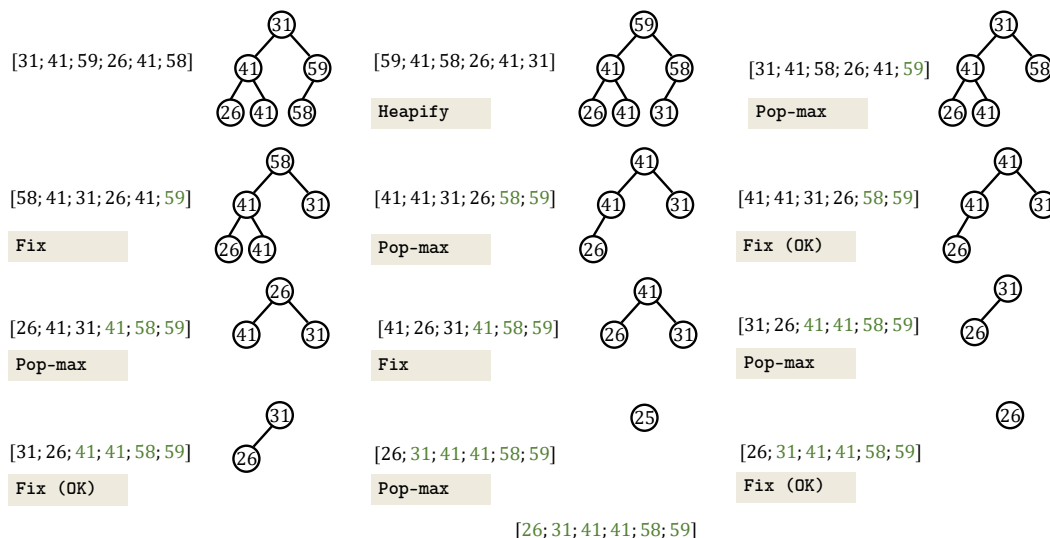 31
[31; 41; 59; 26; 41; 58]
41 59
26 41 58
59
[59; 41; 58; 26; 41; 31]
41 58
Heapify
26 41 31
31
[31; 41; 58; 26; 41; 59]
41 58
Pop-max
26 41
58
[58; 41; 31; 26; 41; 59]
41 31
Fix
26 41
41
[41; 41; 31; 26; 58; 59]
41 31
Pop-max
26
41
[41; 41; 31; 26; 58; 59]
41 31
Fix (OK)
26
26
[26; 41; 31; 41; 58; 59]
41 31
Pop-max
41
[41; 26; 31; 41; 58; 59]
26 31
Fix
31
[31; 26; 41; 41; 58; 59]
26
Pop-max
31
[31; 26; 41; 41; 58; 59]
26
Fix (OK)
25
[26; 31; 41; 41; 58; 59]
Pop-max
26
[26; 31; 41; 41; 58; 59]
Fix (OK)
[26; 31; 41; 41; 58; 59]